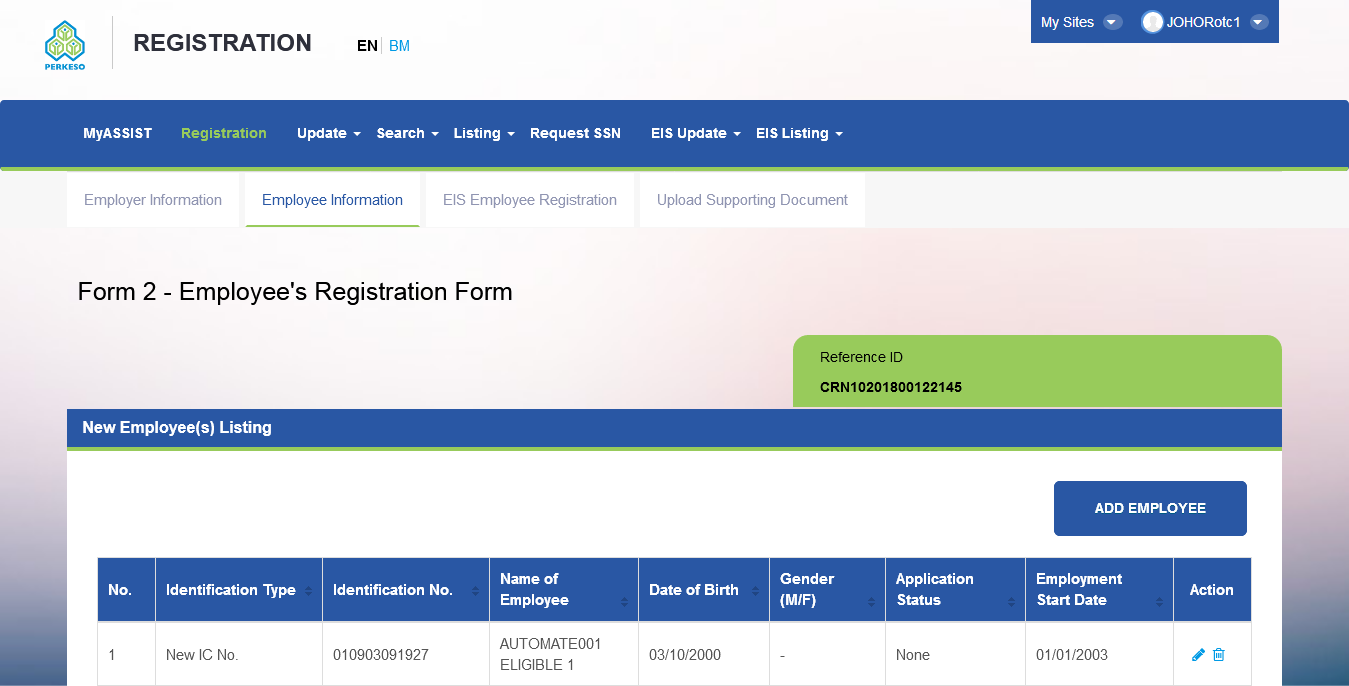 My Sites JOHORotc1
PERKESO
REGISTRATION EN BM
MyASSIST Registration Update Search Listing Request SSN EIS Update EIS Listing
Employer Information Employee Information EIS Employee Registration Upload Supporting Document
Form 2 - Employee's Registration Form
Reference ID
CRN10201800122145
New Employee(s) Listing
ADD EMPLOYEE
No. Identification Type Identification No. Name of Employee Date of Birth Gender (M/F) Application Status Employment Start Date Action
1 New IC No. 010903091927 AUTOMATE001 ELIGIBLE 1 03/10/2000 - None 01/01/2003